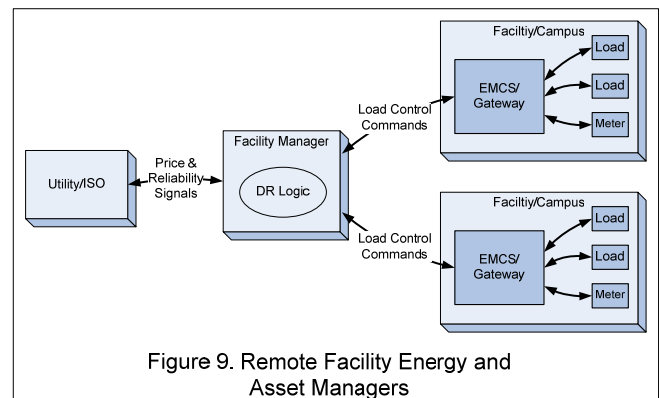 Utility/ISO
Price &
Reliability
Signals
Facility Manager
DR Logic
Load Control
Commands
Load Control
Commands
Faciltiy/Campus
EMCS/
Gateway
Load
Load
Meter
Faciltiy/Campus
EMCS/
Gateway
Load
Load
Meter
Figure 9. Remote Facility Energy and
Asset Managers